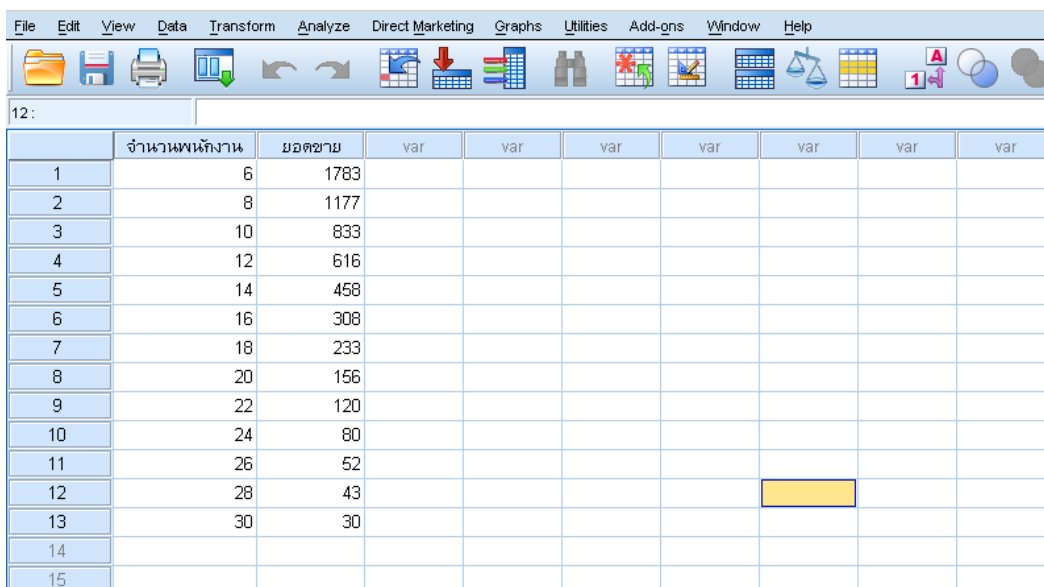 File Edit View Data Transform Analyze Direct Marketing Graphs Utilities Add-ons Window Help
A
1
12 :
จำนวนพนักงาน ยอดขาย var var var var var var var
1 6 1783
2 8 1177
3 10 833
4 12 616
5 14 458
6 16 308
7 18 233
8 20 156
9 22 120
10 24 80
11 26 52
12 28 43
13 30 30
14
15